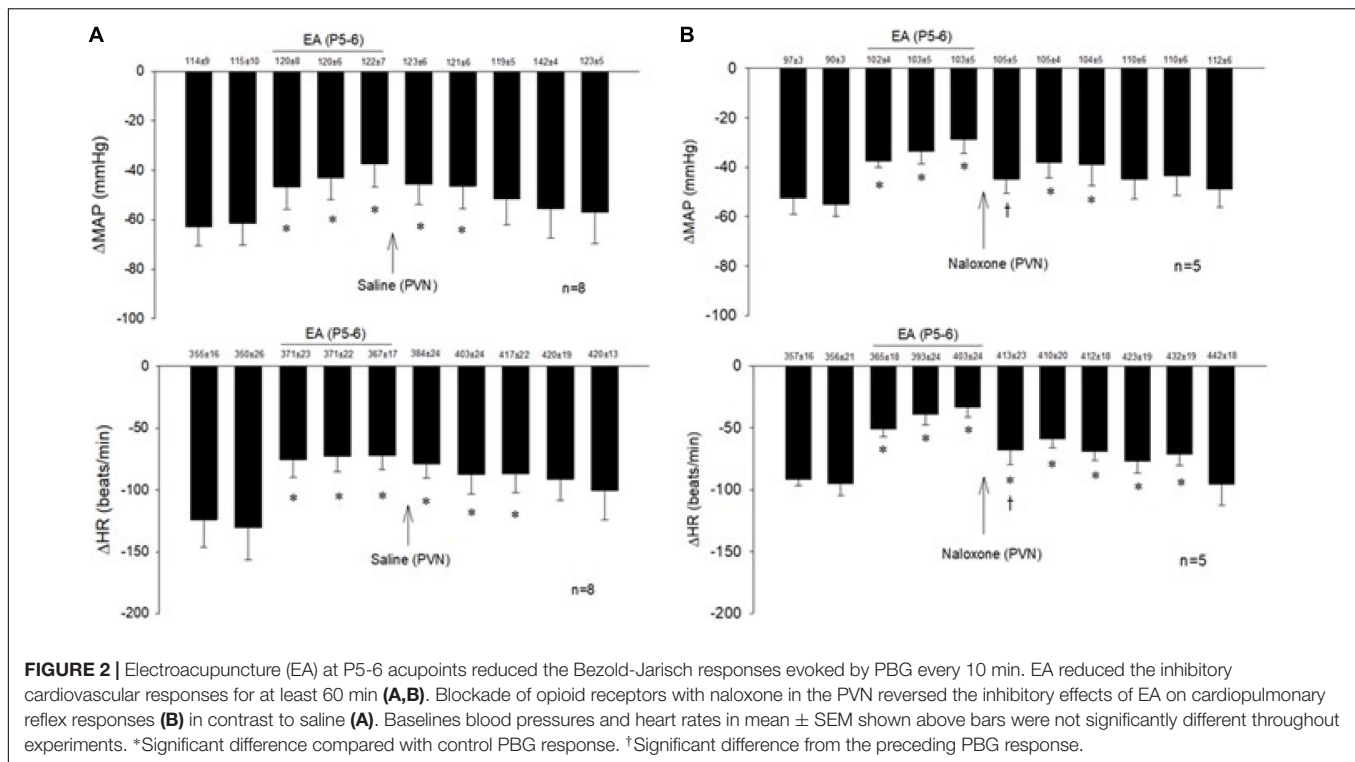 A
EA (P5-6)
114±9 115±10 120±8 120±6 122±7 123±6 121±6 119±5 142±4 123±5
0
-20
-40
-60
-80
-100
ΔMAP (mmHg)
* * * * *
Saline (PVN)
n=8
EA (P5-6)
355±16 350±26 371±23 371±22 367±17 384±24 403±24 417±22 420±19 420±13
0
-50
-100
-150
-200
ΔHR (beats/min)
* * * * * *
Saline (PVN)
n=8
B
EA (P5-6)
97±3 90±3 102±4 103±5 103±5 105±5 105±4 104±5 110±6 110±6 112±6
0
-20
-40
-60
-80
-100
ΔMAP (mmHg)
* * * † * *
Naloxone (PVN)
n=5
EA (P5-6)
357±16 356±21 365±18 393±24 403±24 413±23 410±20 412±18 423±19 432±19 442±18
0
-50
-100
-150
-200
ΔHR (beats/min)
* * * * * * * *
†
Naloxone (PVN)
n=5
FIGURE 2 | Electroacupuncture (EA) at P5-6 acupoints reduced the Bezold-Jarisch responses evoked by PBG every 10 min. EA reduced the inhibitory
cardiovascular responses for at least 60 min (A,B). Blockade of opioid receptors with naloxone in the PVN reversed the inhibitory effects of EA on cardiopulmonary
reflex responses (B) in contrast to saline (A). Baselines blood pressures and heart rates in mean ± SEM shown above bars were not significantly different throughout
experiments. *Significant difference compared with control PBG response. †Significant difference from the preceding PBG response.